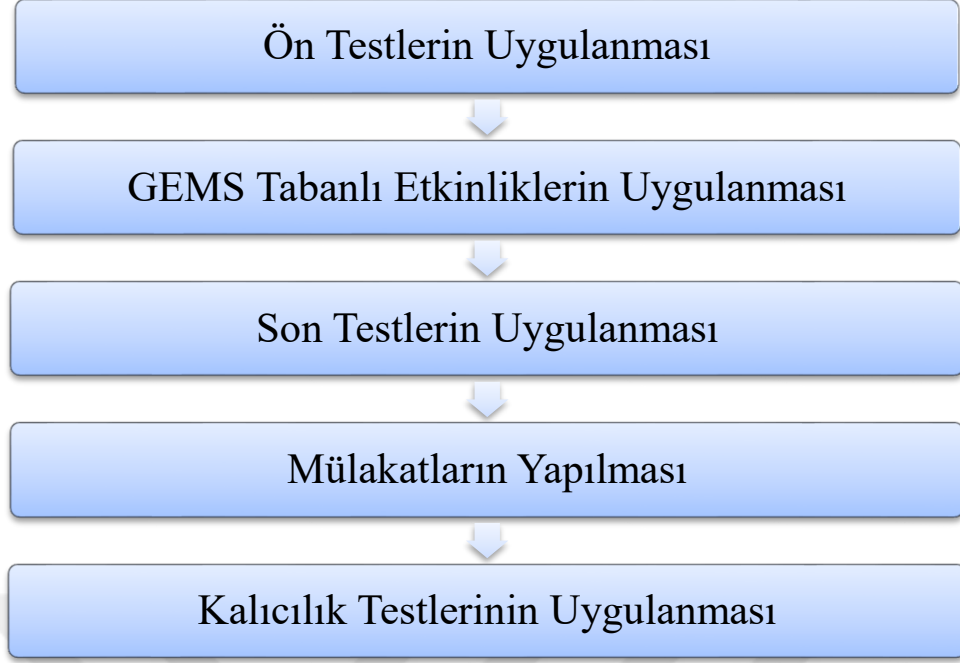 Ön Testlerin Uygulanması
GEMS Tabanlı Etkinliklerin Uygulanması
Son Testlerin Uygulanması
Mülakatların Yapılması
Kalıcılık Testlerinin Uygulanması